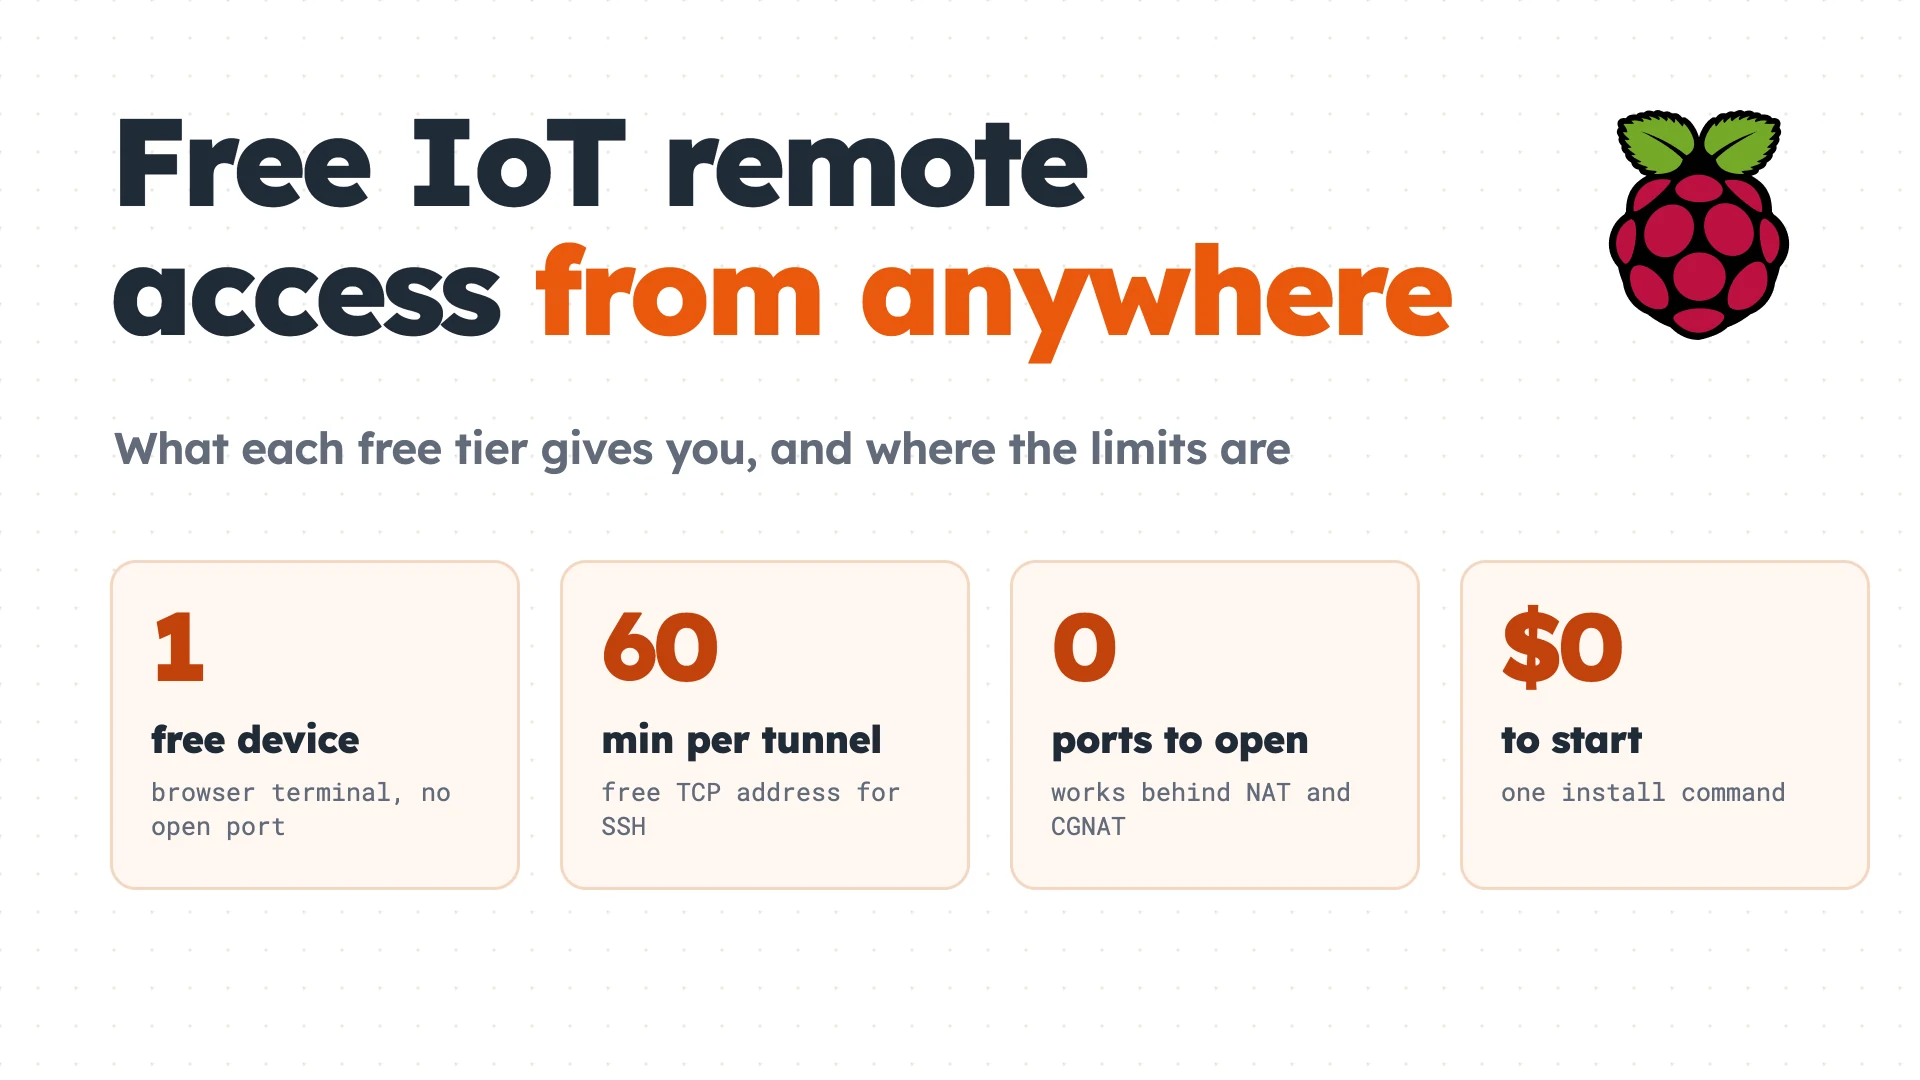 Free IoT remote
access from anywhere
What each free tier gives you, and where the limits are
1
free device
browser terminal, no
open port
60
min per tunnel
free TCP address for
SSH
0
ports to open
works behind NAT and
CGNAT
$0
to start
one install command